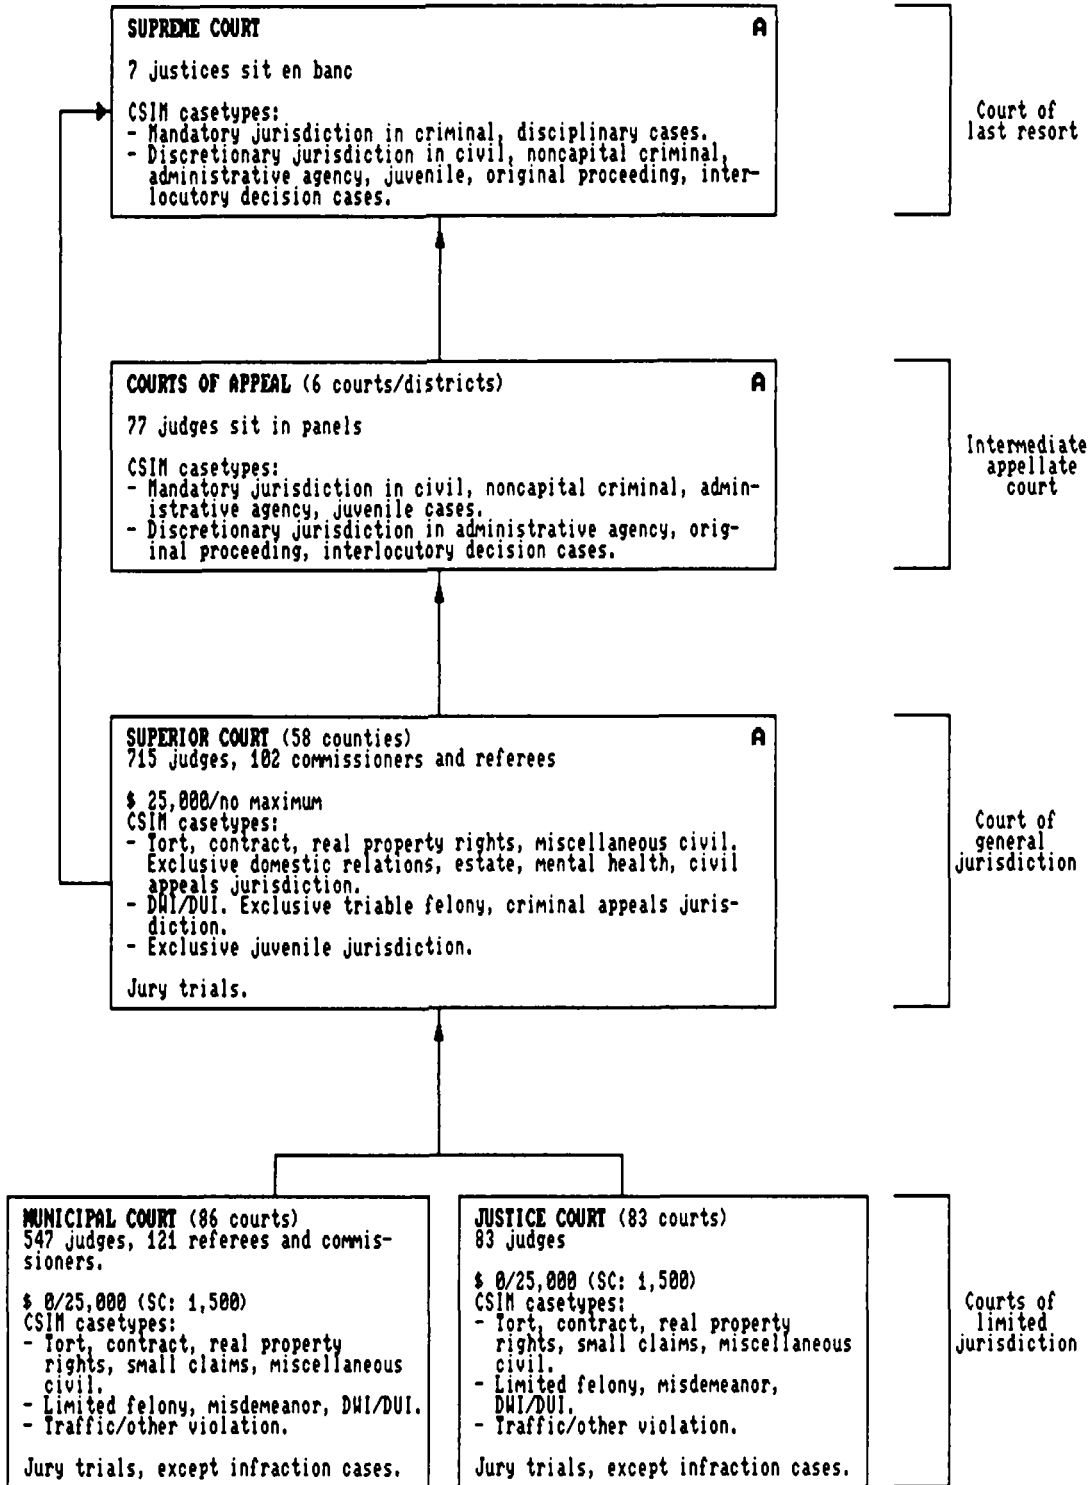 SUPREME COURT A
7 justices sit en banc
CSIM casetypes:
- Mandatory jurisdiction in criminal, disciplinary cases.
- Discretionary jurisdiction in civil, noncapital criminal,
administrative agency, juvenile, original proceeding, inter-
locutory decision cases.
Court of
last resort
COURTS OF APPEAL (6 courts/districts) A
77 judges sit in panels
CSIM casetypes:
- Mandatory jurisdiction in civil, noncapital criminal, admin-
istrative agency, juvenile cases.
- Discretionary jurisdiction in administrative agency, orig-
inal proceeding, interlocutory decision cases.
Intermediate
appellate
court
SUPERIOR COURT (58 counties) A
715 judges, 102 commissioners and referees
$ 25,000/no maximum
CSIM casetypes:
- Tort, contract, real property rights, miscellaneous civil.
Exclusive domestic relations, estate, mental health, civil
appeals jurisdiction.
- DWI/DUI. Exclusive triable felony, criminal appeals juris-
diction.
- Exclusive juvenile jurisdiction.
Jury trials.
Court of
general
jurisdiction
MUNICIPAL COURT (86 courts)
547 judges, 121 referees and commis-
sioners.
$ 0/25,000 (SC: 1,500)
CSIM casetypes:
- Tort, contract, real property
rights, small claims, miscellaneous
civil.
- Limited felony, misdemeanor, DWI/DUI.
- Traffic/other violation.
Jury trials, except infraction cases.
JUSTICE COURT (83 courts)
83 judges
$ 0/25,000 (SC: 1,500)
CSIM casetypes:
- Tort, contract, real property
rights, small claims, miscellaneous
civil.
- Limited felony, misdemeanor,
DWI/DUI.
- Traffic/other violation.
Jury trials, except infraction cases.
Courts of
limited
jurisdiction